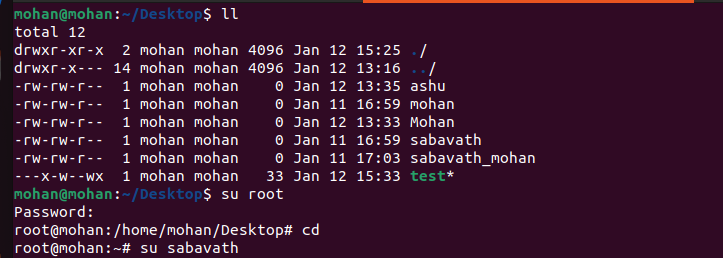 mohan@mohan:~/Desktop$ ll
total 12
drwxr-xr-x  2 mohan mohan 4096 Jan 12 15:25 ./
drwxr-x--- 14 mohan mohan 4096 Jan 12 13:16 ../
-rw-rw-r--  1 mohan mohan    0 Jan 12 13:35 ashu
-rw-rw-r--  1 mohan mohan    0 Jan 11 16:59 mohan
-rw-rw-r--  1 mohan mohan    0 Jan 12 13:33 Mohan
-rw-rw-r--  1 mohan mohan    0 Jan 11 16:59 sabavath
-rw-rw-r--  1 mohan mohan    0 Jan 11 17:03 sabavath_mohan
---x-w--wx  1 mohan mohan   33 Jan 12 15:33 test*
mohan@mohan:~/Desktop$ su root
Password:
root@mohan:/home/mohan/Desktop# cd
root@mohan:~# su sabavath